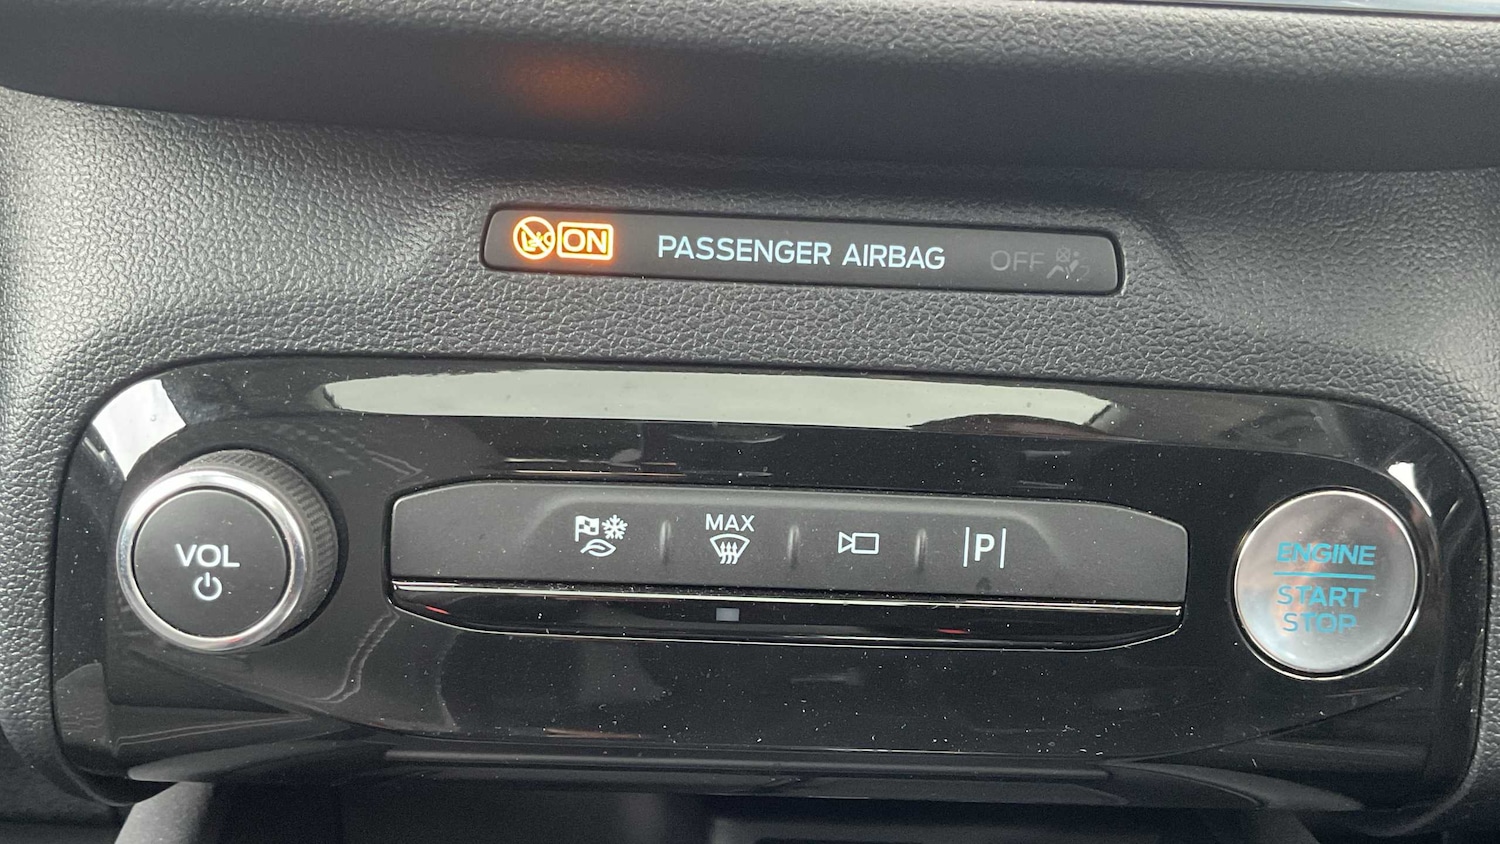 ON PASSENGER AIRBAG OFF
MAX
VOL
P
ENGINE
START
STOP